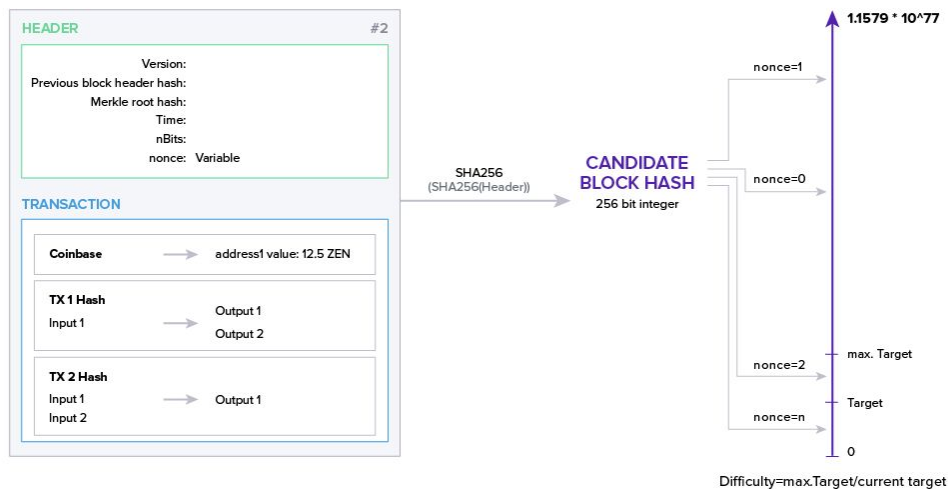 HEADER #2
Version:
Previous block header hash:
Merkle root hash:
Time:
nBits:
nonce: Variable
TRANSACTION
Coinbase address1 value: 12.5 ZEN
TX 1 Hash
Input 1
Output 1
Output 2
TX 2 Hash
Input 1
Input 2
Output 1
SHA256
(SHA256(Header))
CANDIDATE
BLOCK HASH
256 bit integer
1.1579 * 10^77
nonce=1
nonce=0
max. Target
nonce=2
Target
nonce=n
0
Difficulty=max.Target/current target